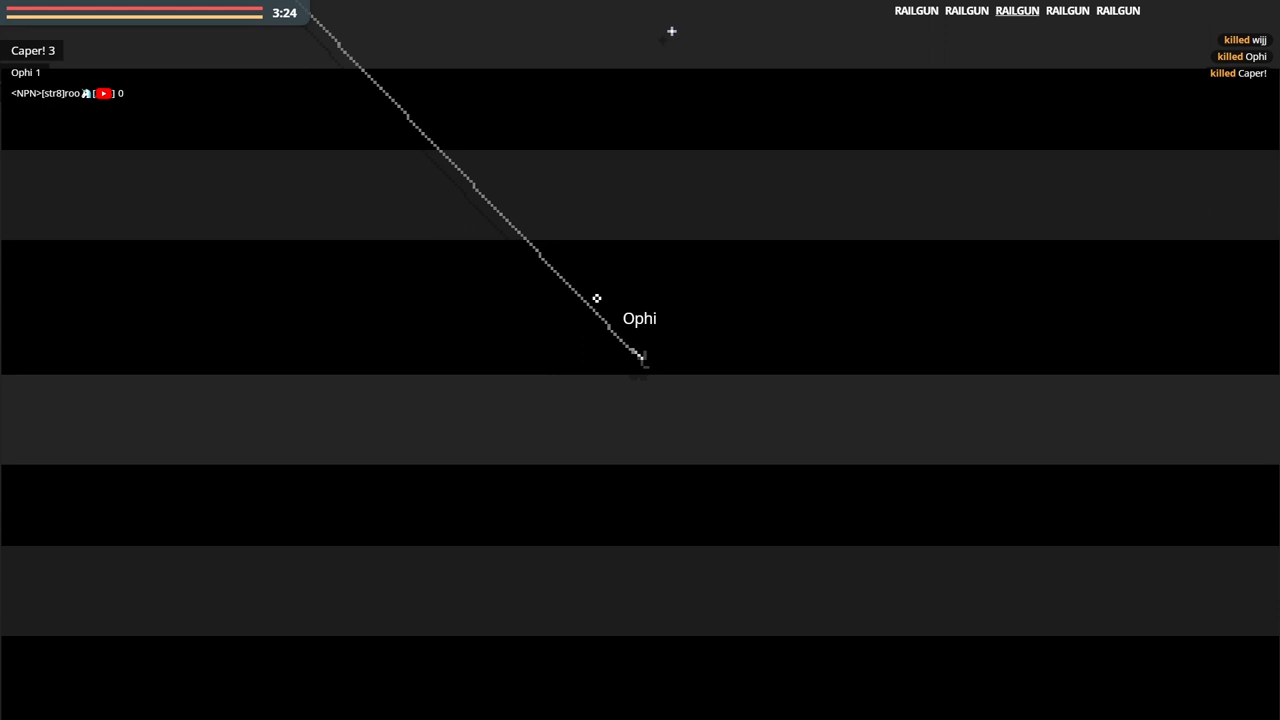 3:24
RAILGUN RAILGUN RAILGUN RAILGUN RAILGUN
Caper! 3
Ophi 1
<NPN>[str8]roo[] 0
killed wijj
killed Ophi
killed Caper!
Ophi